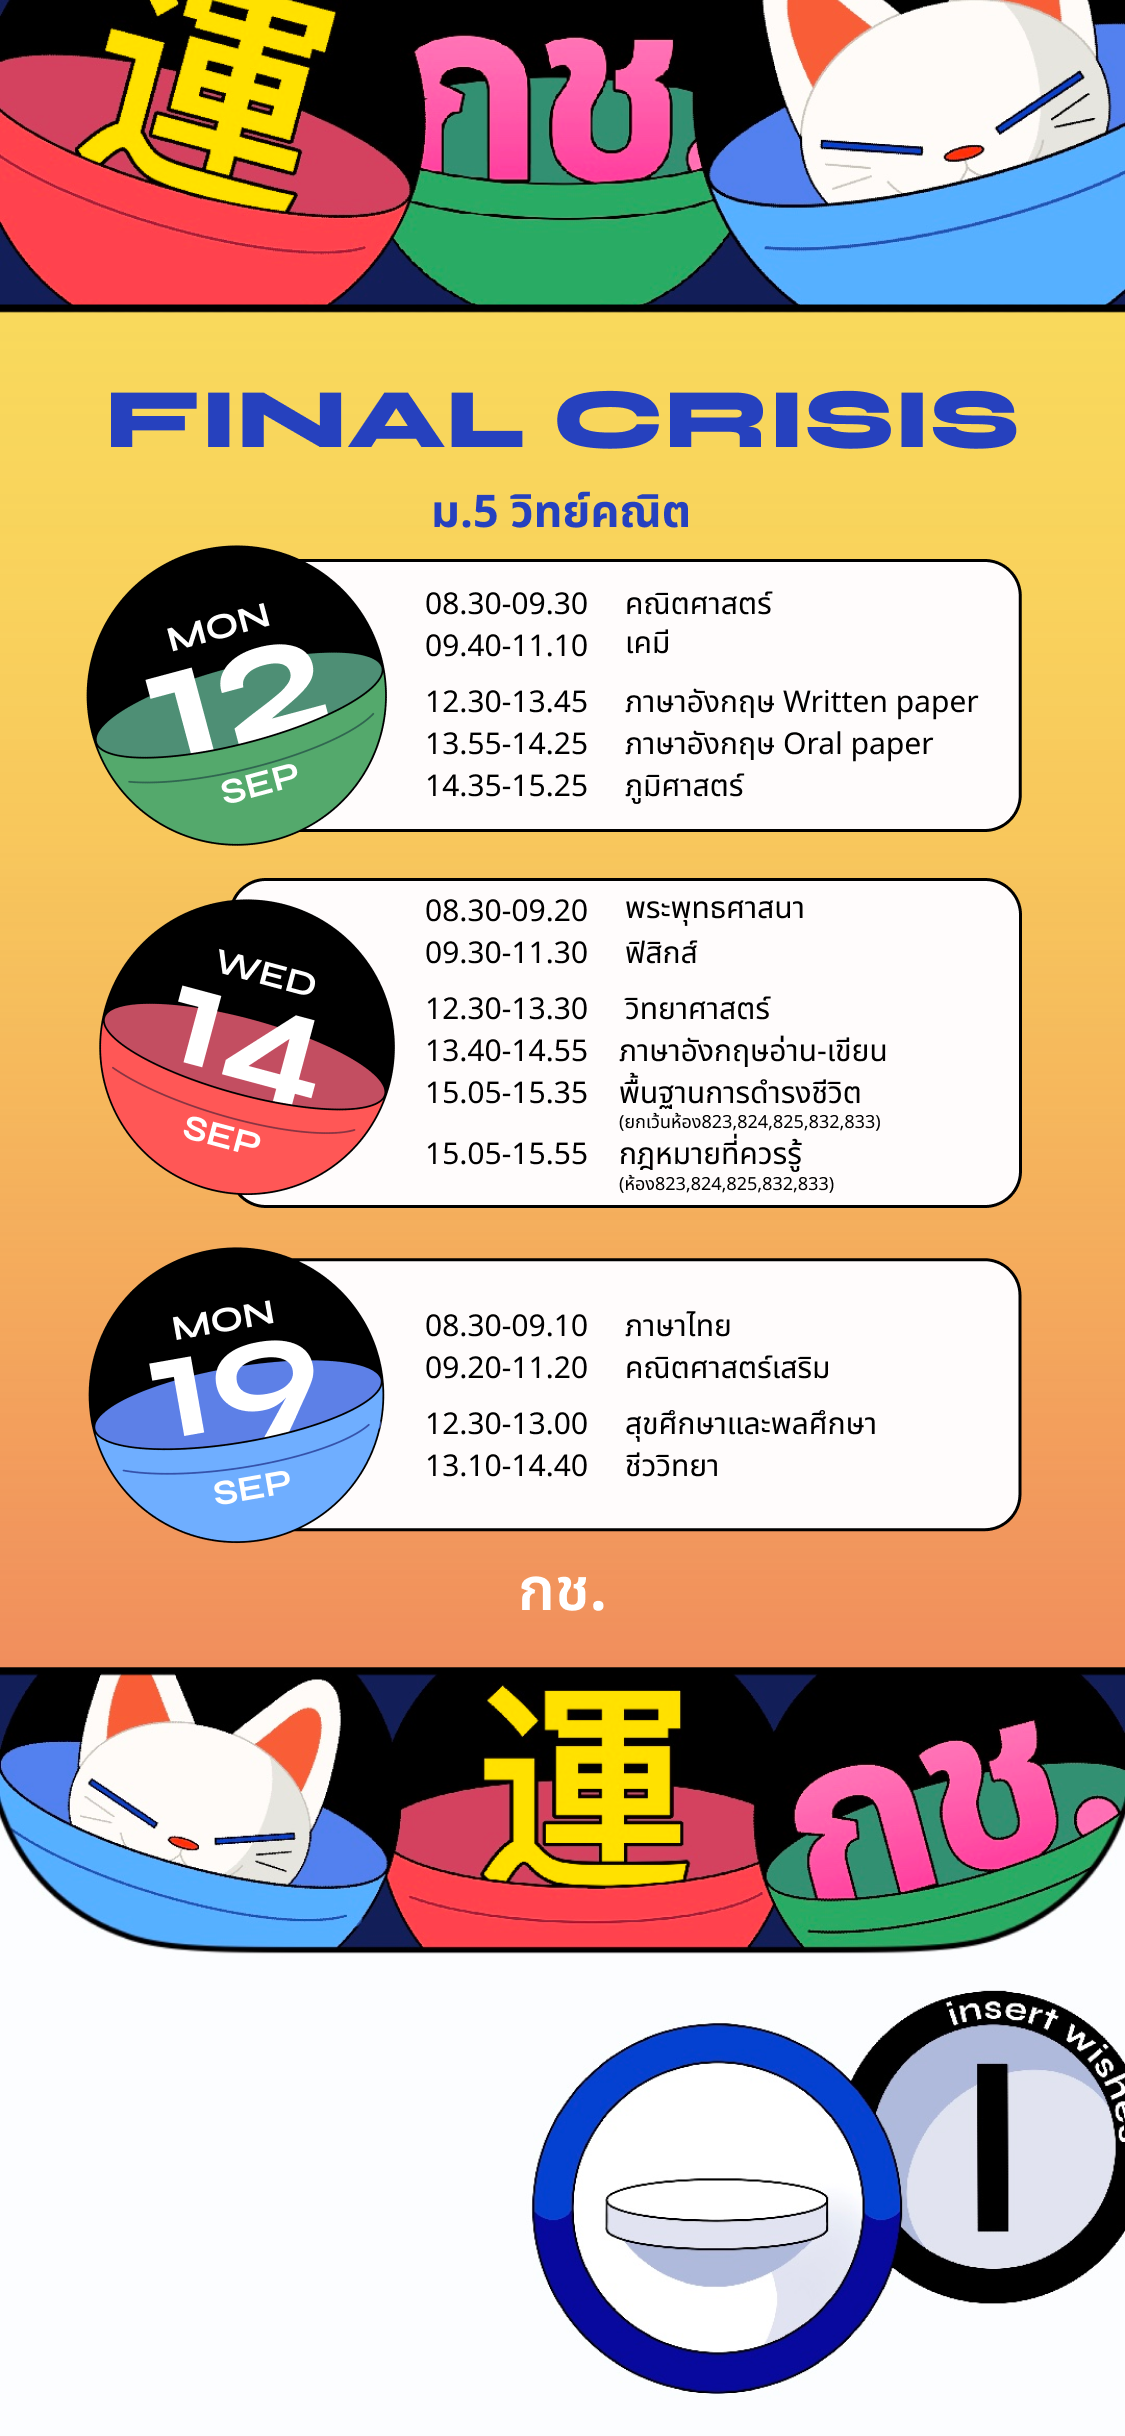 運 กช.
FINAL CRISIS
ม.5 วิทย์คณิต
MON
12
SEP
08.30-09.30 คณิตศาสตร์
09.40-11.10 เคมี
12.30-13.45 ภาษาอังกฤษ Written paper
13.55-14.25 ภาษาอังกฤษ Oral paper
14.35-15.25 ภูมิศาสตร์
WED
14
SEP
08.30-09.20 พระพุทธศาสนา
09.30-11.30 ฟิสิกส์
12.30-13.30 วิทยาศาสตร์
13.40-14.55 ภาษาอังกฤษอ่าน-เขียน
15.05-15.35 พื้นฐานการดำรงชีวิต
(ยกเว้นห้อง823,824,825,832,833)
15.05-15.55 กฎหมายที่ควรรู้
(ห้อง823,824,825,832,833)
MON
19
SEP
08.30-09.10 ภาษาไทย
09.20-11.20 คณิตศาสตร์เสริม
12.30-13.00 สุขศึกษาและพลศึกษา
13.10-14.40 ชีววิทยา
กช.
運 กช.
insert wishes